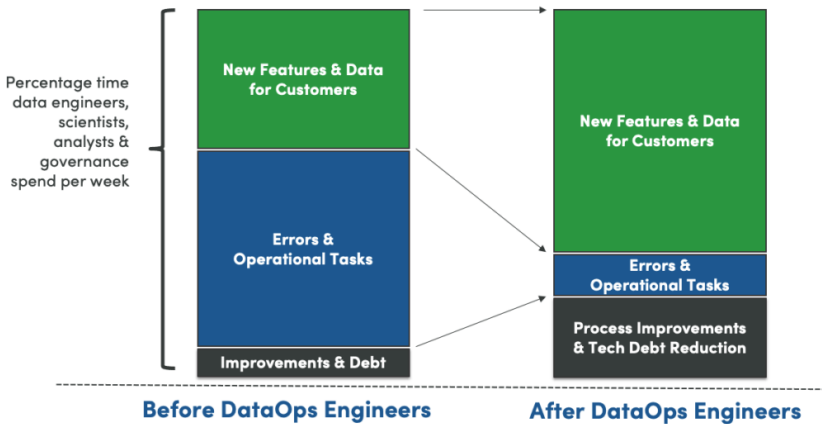 Percentage time
data engineers,
scientists,
analysts &
governance
spend per week
New Features & Data
for Customers
Errors &
Operational Tasks
Improvements & Debt
New Features & Data
for Customers
Errors &
Operational Tasks
Process Improvements
& Tech Debt Reduction
Before DataOps Engineers
After DataOps Engineers